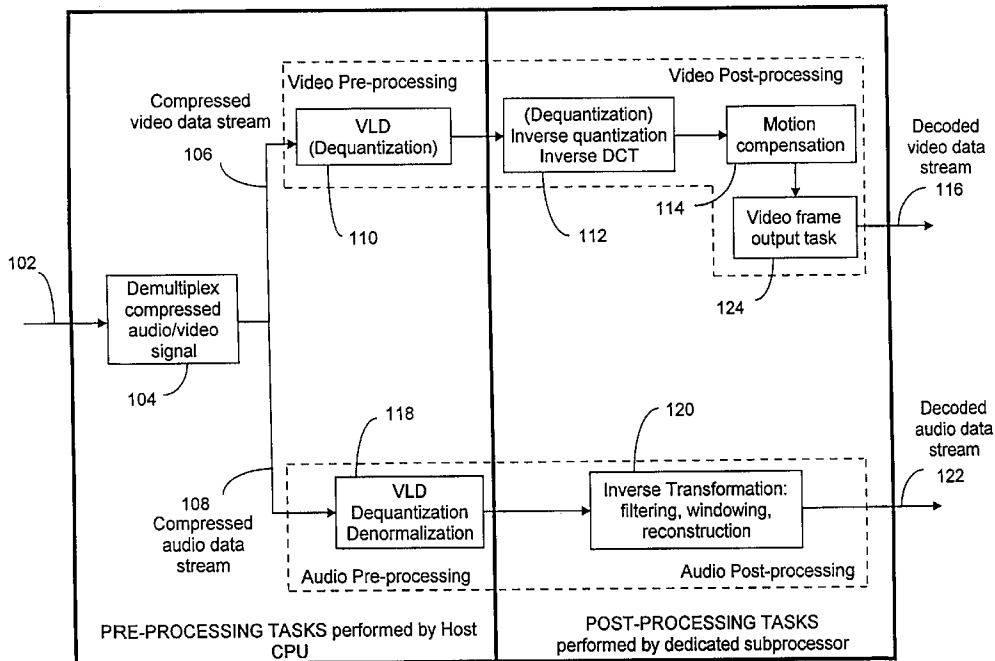 Video Pre-processing
Video Post-processing
Compressed
video data stream
106
VLD
(Dequantization)
110
(Dequantization)
Inverse quantization
Inverse DCT
112
Motion
compensation
114
Video frame
output task
124
Decoded
video data
stream
116
102
Demultiplex
compressed
audio/video
signal
104
118
120
Decoded
audio data
stream
122
108
Compressed
audio data
stream
VLD
Dequantization
Denormalization
Inverse Transformation:
filtering, windowing,
reconstruction
Audio Pre-processing
Audio Post-processing
PRE-PROCESSING TASKS performed by Host
CPU
POST-PROCESSING TASKS
performed by dedicated subprocessor